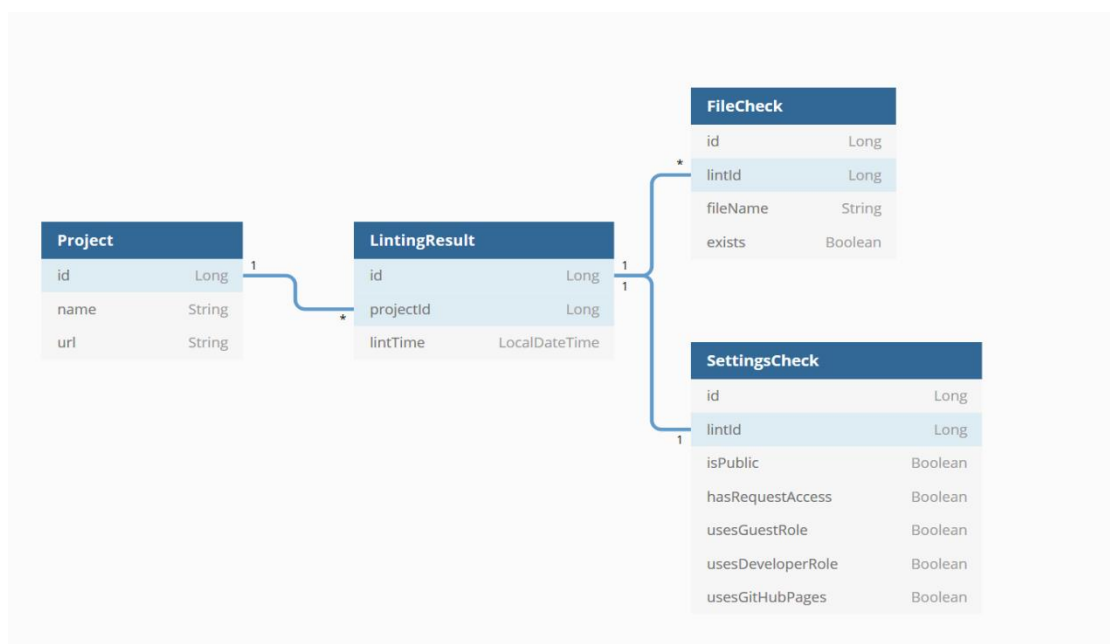 Project
id Long
name String
url String
1
*
LintingResult
id Long
projectId Long
lintTime LocalDateTime
1
1
*
FileCheck
id Long
lintId Long
fileName String
exists Boolean
1
SettingsCheck
id Long
lintId Long
isPublic Boolean
hasRequestAccess Boolean
usesGuestRole Boolean
usesDeveloperRole Boolean
usesGitHubPages Boolean